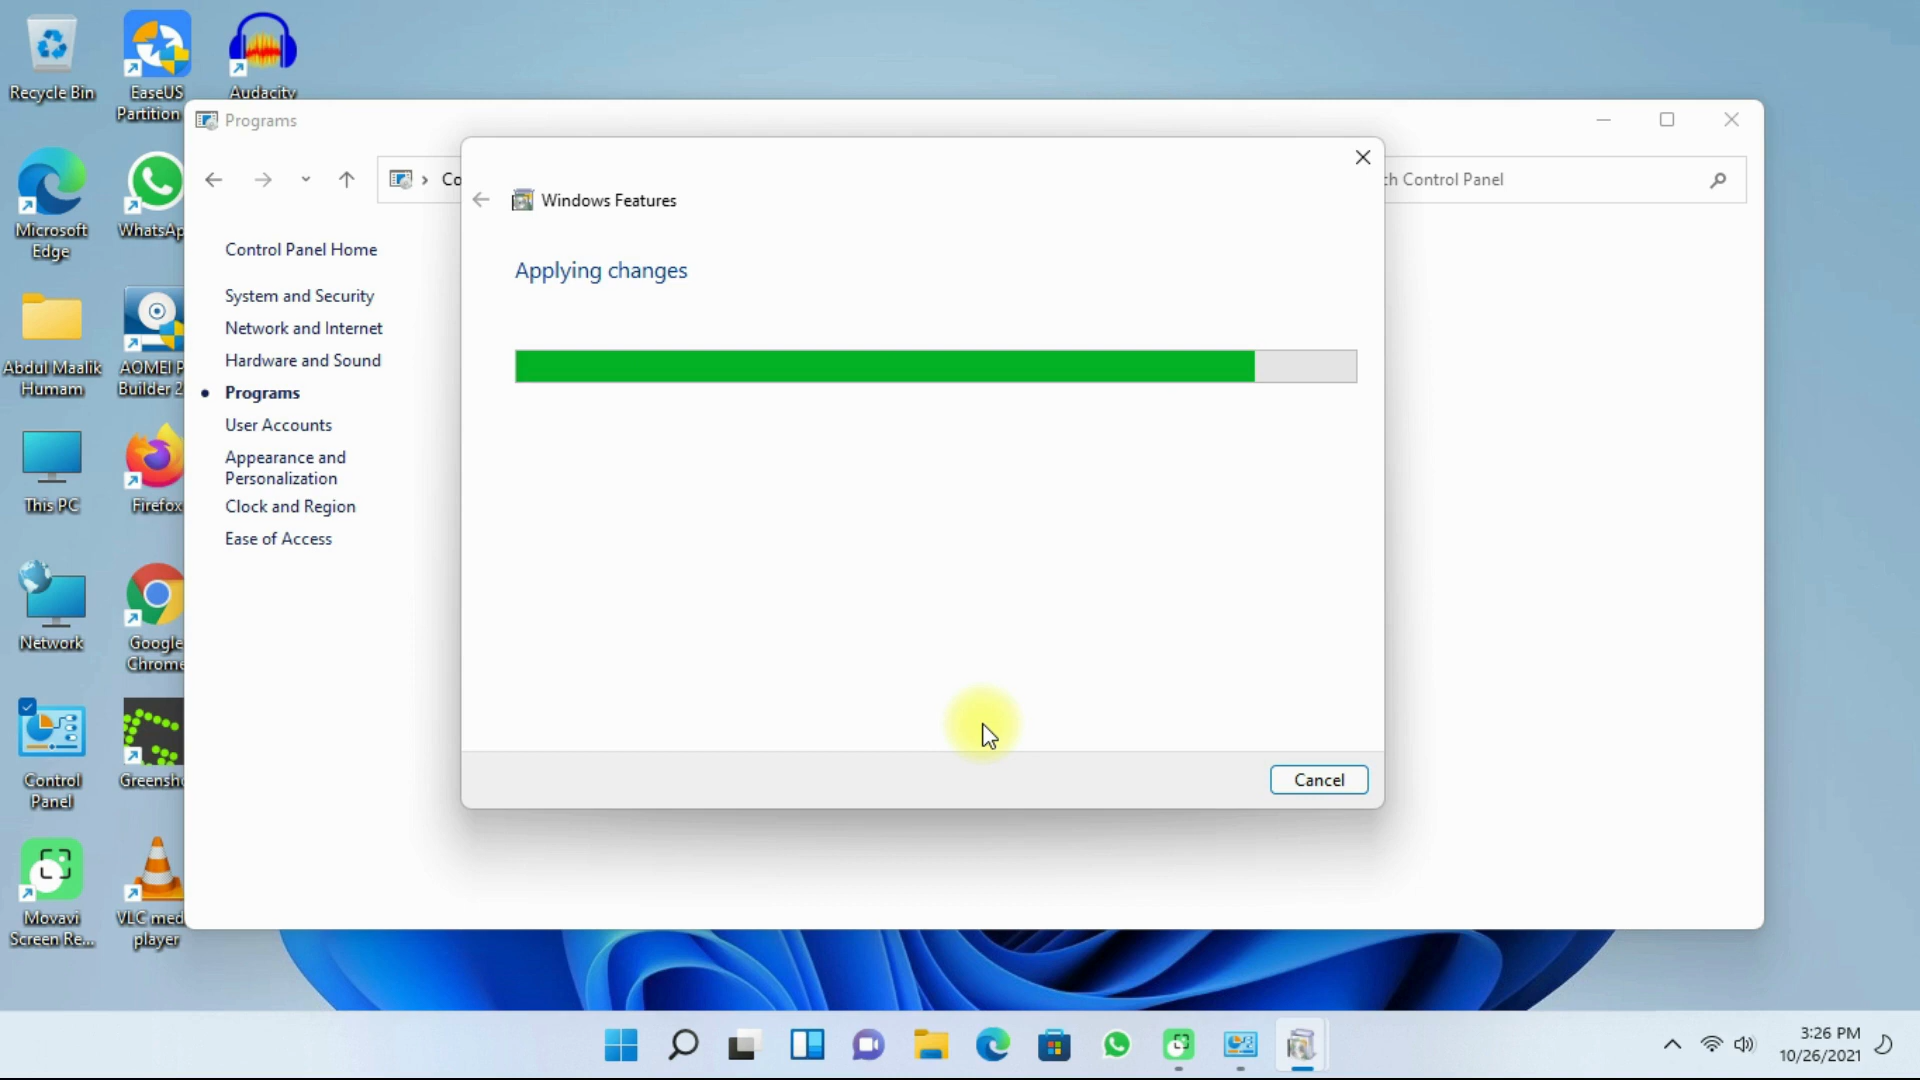 Recycle Bin
EaseUS
Partition
Audacity
Microsoft
Edge
WhatsAp
Abdul Maalik
Humam
AOMEI P
Builder 2
This PC
Firefox
Network
Google
Chrome
Control
Panel
Greensh
Movavi
Screen Re...
VLC med
player
Programs
Co
ch Control Panel
Control Panel Home
System and Security
Network and Internet
Hardware and Sound
Programs
User Accounts
Appearance and
Personalization
Clock and Region
Ease of Access
Windows Features
Applying changes
Cancel
3:26 PM
10/26/2021